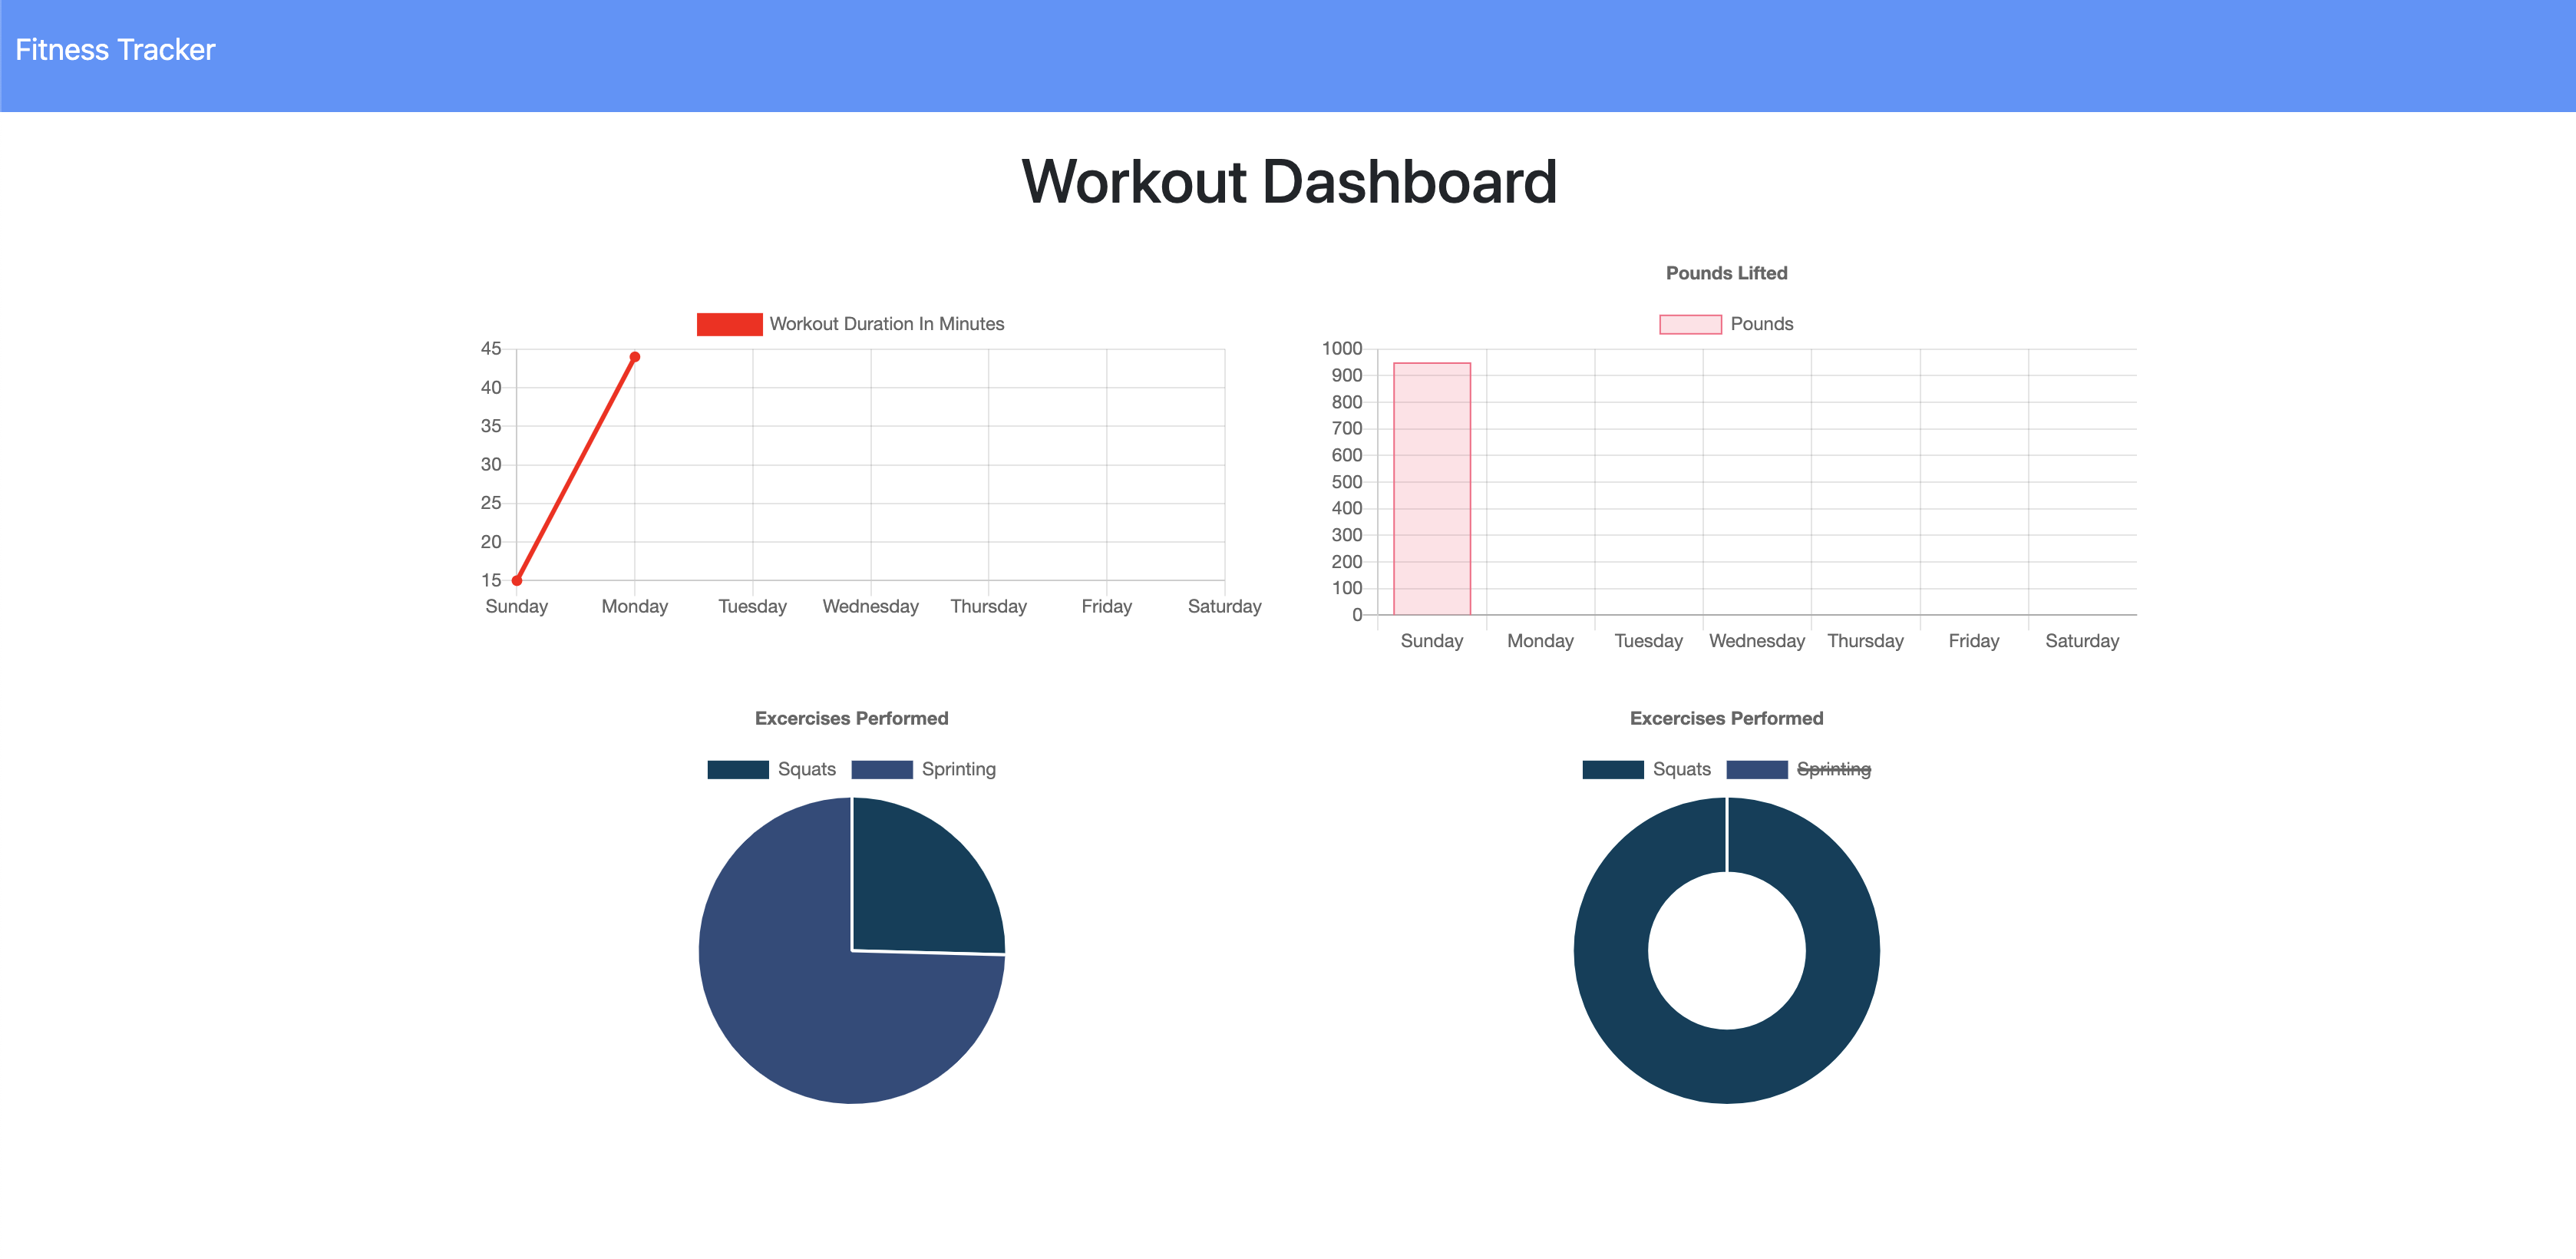 Fitness Tracker
Workout Dashboard
Workout Duration In Minutes
45
40
35
30
25
20
15
Sunday Monday Tuesday Wednesday Thursday Friday Saturday
Pounds Lifted
Pounds
1000
900
800
700
600
500
400
300
200
100
0
Sunday Monday Tuesday Wednesday Thursday Friday Saturday
Excercises Performed
Squats Sprinting
Excercises Performed
Squats Sprinting